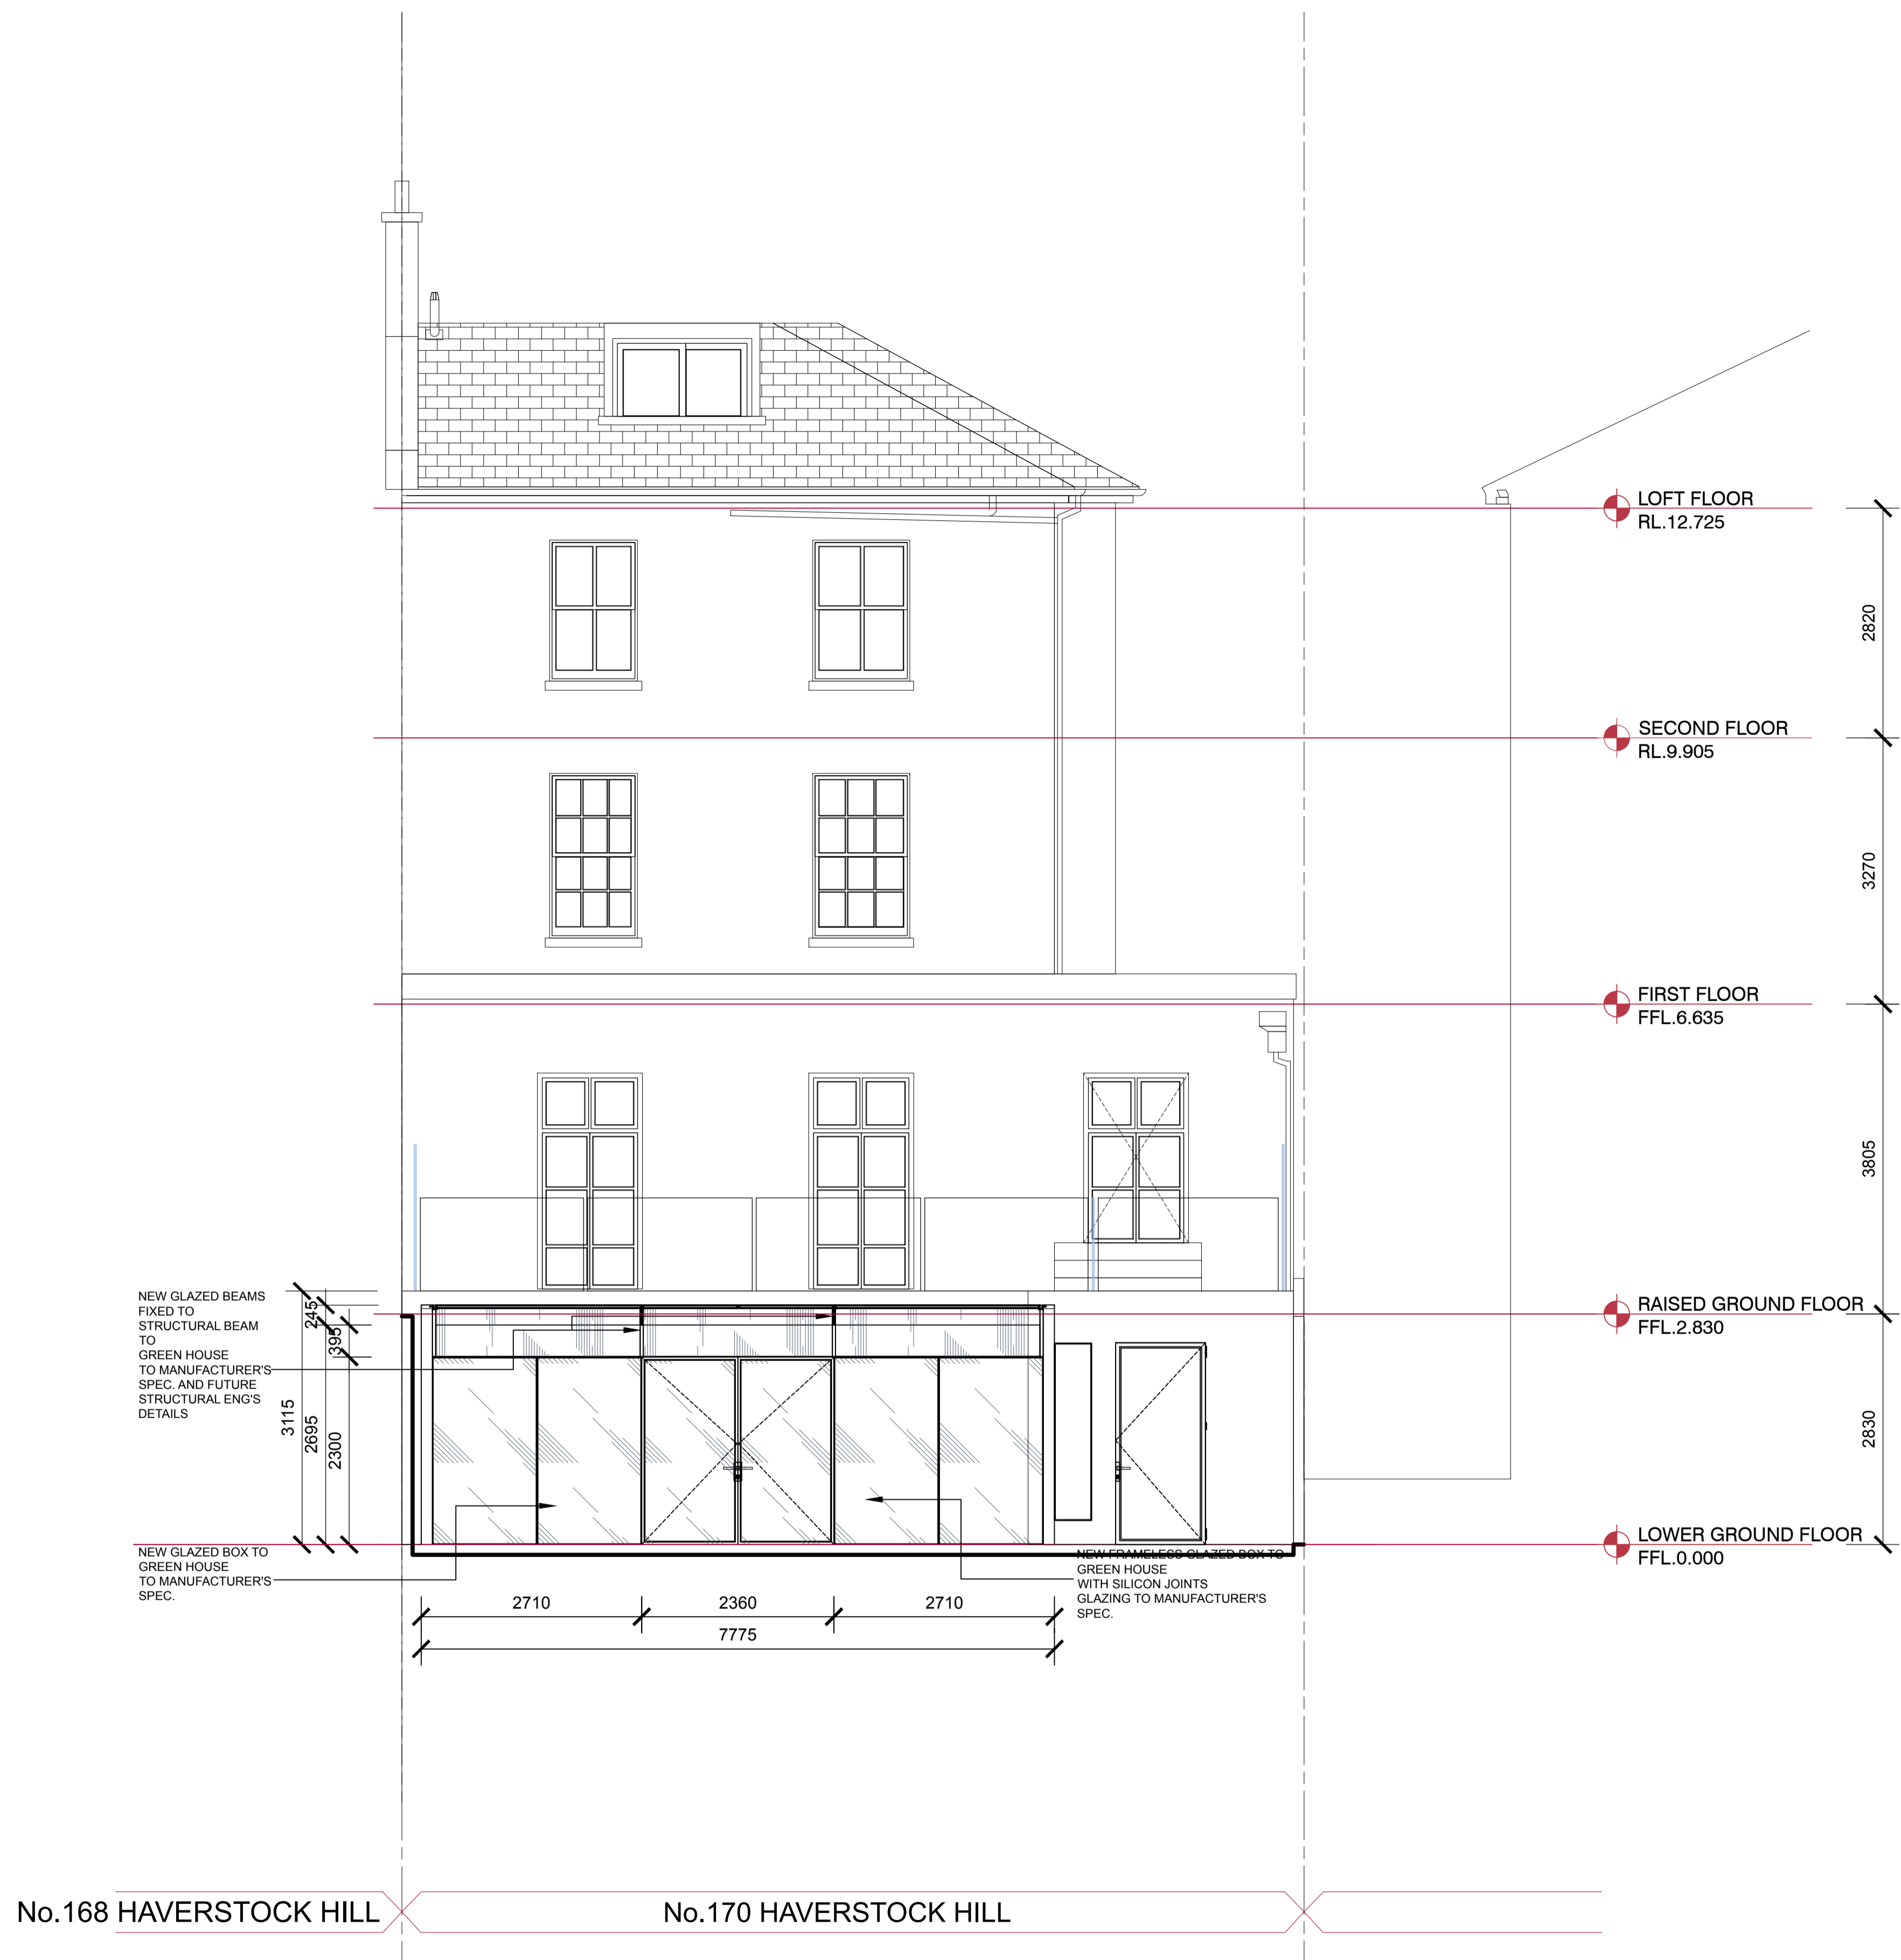 LOFT FLOOR
RL.12.725
2820
SECOND FLOOR
RL.9.905
3270
FIRST FLOOR
FFL.6.635
3805
NEW GLAZED BEAMS
FIXED TO
STRUCTURAL BEAM
TO
GREEN HOUSE
TO MANUFACTURER'S
SPEC. AND FUTURE
STRUCTURAL ENG'S
DETAILS
245
395
3115
2695
2300
RAISED GROUND FLOOR
FFL.2.830
2830
LOWER GROUND FLOOR
FFL.0.000
NEW GLAZED BOX TO
GREEN HOUSE
TO MANUFACTURER'S
SPEC.
NEW FRAMELESS GLAZED BOX TO
GREEN HOUSE
WITH SILICON JOINTS
GLAZING TO MANUFACTURER'S
SPEC.
2710 2360 2710
7775
No.168 HAVERSTOCK HILL
No.170 HAVERSTOCK HILL